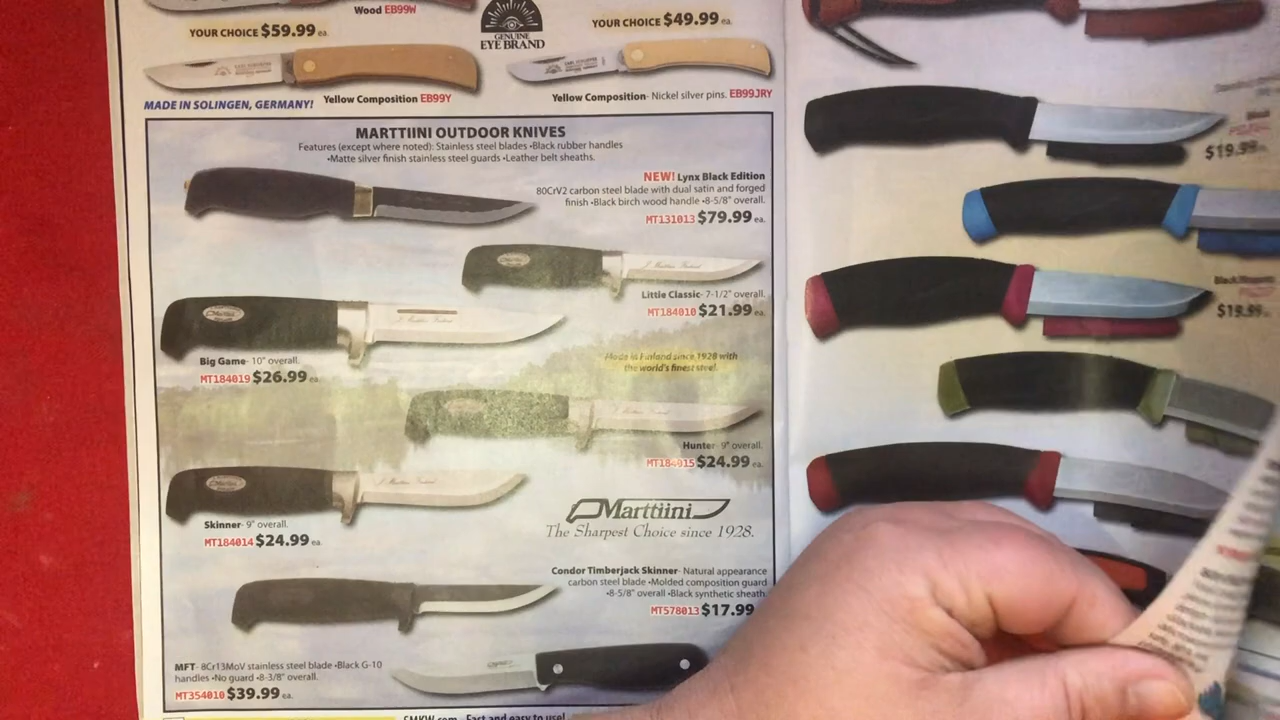 Wood EB99W
YOUR CHOICE $59.99 ea.
YOUR CHOICE $49.99 ea.
GENUINE
EYE BRAND
Yellow Composition EB99Y
Yellow Composition- Nickel silver pins. EB99JRY
MADE IN SOLINGEN, GERMANY!
MARTTIINI OUTDOOR KNIVES
Features (except where noted): Stainless steel blades •Black rubber handles
•Matte silver finish stainless steel guards •Leather belt sheaths.
NEW! Lynx Black Edition
80CrV2 carbon steel blade with dual satin and forged
finish •Black birch wood handle •8-5/8" overall.
MT131013 $79.99 ea.
Little Classic- 7-1/2" overall.
MT184010 $21.99 ea.
Big Game- 10" overall.
MT184019 $26.99 ea.
Made in Finland since 1928 with
the world's finest steel.
Hunter- 9" overall.
MT184015 $24.99 ea.
Skinner- 9" overall.
MT184014 $24.99 ea.
Marttiini
The Sharpest Choice since 1928.
Condor Timberjack Skinner- Natural appearance
carbon steel blade •Molded composition guard
•8-5/8" overall •Black synthetic sheath
MT578013 $17.99
MFT- 8Cr13MoV stainless steel blade •Black G-10
handles •No guard •8-3/8" overall.
MT354010 $39.99 ea.
SMKW.com - Fast and easy to use!
$19.99
$19.99